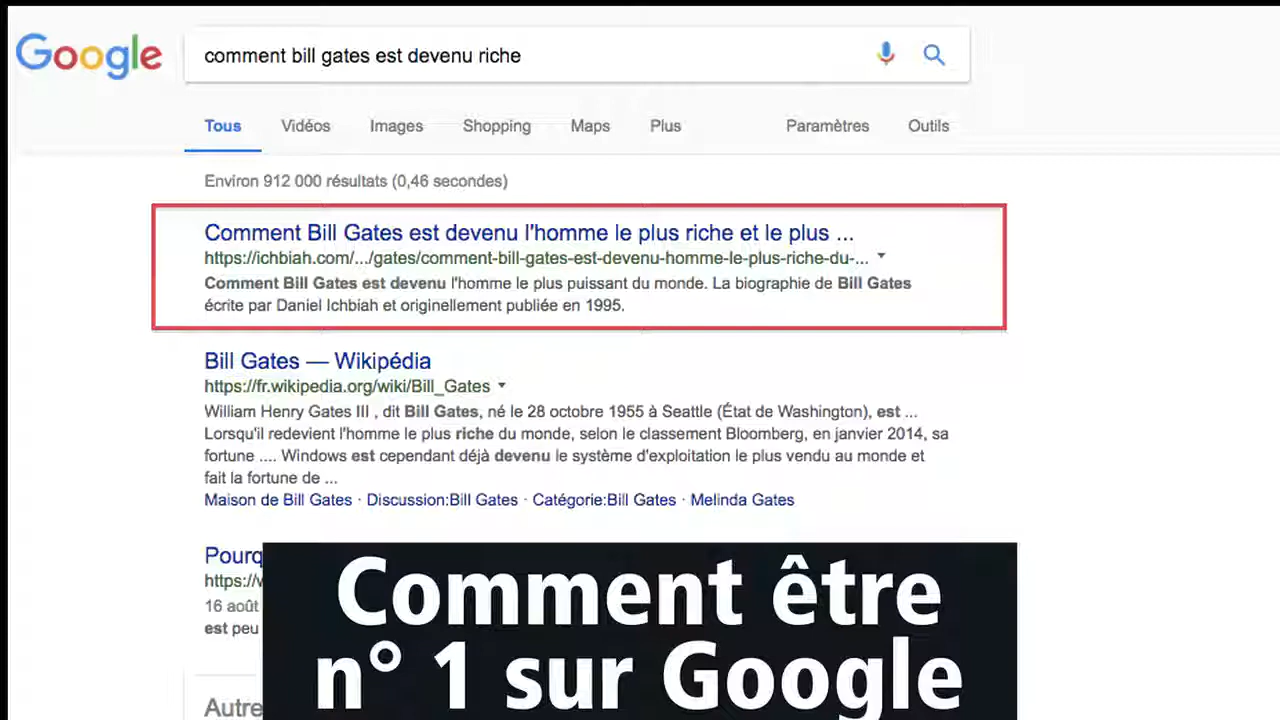 Google
comment bill gates est devenu riche
Tous Vidéos Images Shopping Maps Plus Paramètres Outils
Environ 912 000 résultats (0,46 secondes)
Comment Bill Gates est devenu l'homme le plus riche et le plus ...
https://ichbiah.com/.../gates/comment-bill-gates-est-devenu-homme-le-plus-riche-du-...
Comment Bill Gates est devenu l'homme le plus puissant du monde. La biographie de Bill Gates
écrite par Daniel Ichbiah et originellement publiée en 1995.
Bill Gates — Wikipédia
https://fr.wikipedia.org/wiki/Bill_Gates
William Henry Gates III , dit Bill Gates, né le 28 octobre 1955 à Seattle (État de Washington), est ...
Lorsqu'il redevient l'homme le plus riche du monde, selon le classement Bloomberg, en janvier 2014, sa
fortune .... Windows est cependant déjà devenu le système d'exploitation le plus vendu au monde et
fait la fortune de ...
Maison de Bill Gates · Discussion:Bill Gates · Catégorie:Bill Gates · Melinda Gates
Pourq
https://v
16 août
est peu
Comment être
n° 1 sur Google
Autre